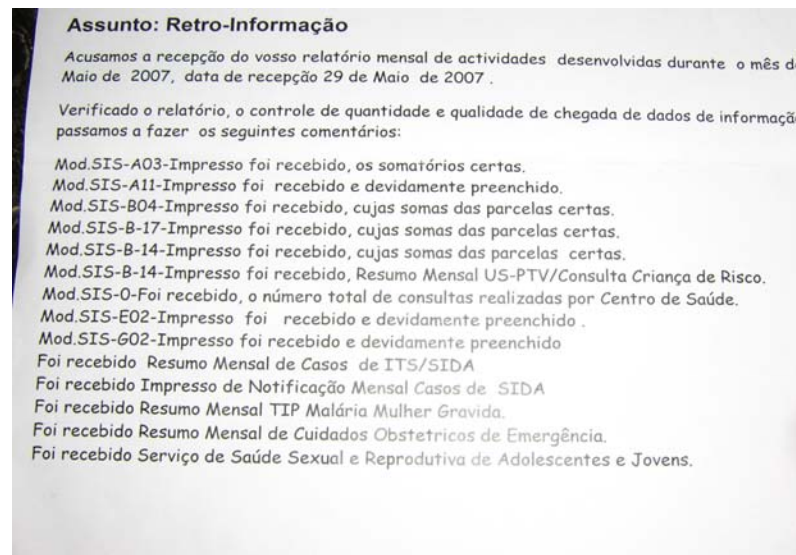 Assunto: Retro-Informação
Acusamos a recepção do vosso relatório mensal de actividades desenvolvidas durante o mês d
Maio de 2007, data de recepção 29 de Maio de 2007 .
Verificado o relatório, o controle de quantidade e qualidade de chegada de dados de informaçã
passamos a fazer os seguintes comentários:
Mod.SIS-A03-Impresso foi recebido, os somatórios certas.
Mod.SIS-A11-Impresso foi recebido e devidamente preenchido.
Mod.SIS-B04-Impresso foi recebido, cujas somas das parcelas certas.
Mod.SIS-B-17-Impresso foi recebido, cujas somas das parcelas certas.
Mod.SIS-B-14-Impresso foi recebido, cujas somas das parcelas certas.
Mod.SIS-B-14-Impresso foi recebido, Resumo Mensal US-PTV/Consulta Criança de Risco.
Mod.SIS-0-Foi recebido, o número total de consultas realizadas por Centro de Saúde.
Mod.SIS-E02-Impresso foi recebido e devidamente preenchido .
Mod.SIS-G02-Impresso foi recebido e devidamente preenchido
Foi recebido Resumo Mensal de Casos de ITS/SIDA
Foi recebido Impresso de Notificação Mensal Casos de SIDA
Foi recebido Resumo Mensal TIP Malária Mulher Gravida.
Foi recebido Resumo Mensal de Cuidados Obstetricos de Emergência.
Foi recebido Serviço de Saúde Sexual e Reprodutiva de Adolescentes e Jovens.